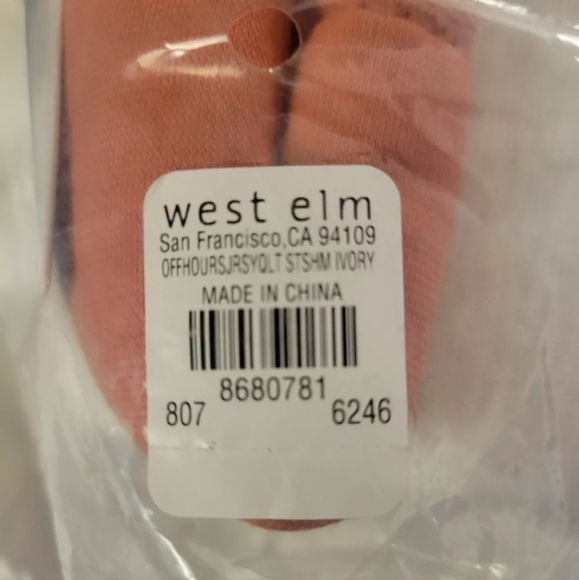 west elm
San Francisco,CA 94109
OFFHOURSJRSYQLT STSHM IVORY
MADE IN CHINA
8680781
807 6246